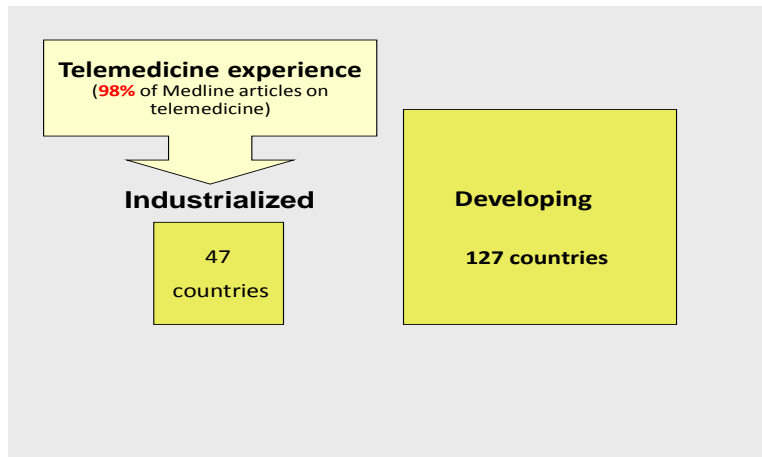 Telemedicine experience
(98% of Medline articles on
telemedicine)
Industrialized
47
countries
Developing
127 countries